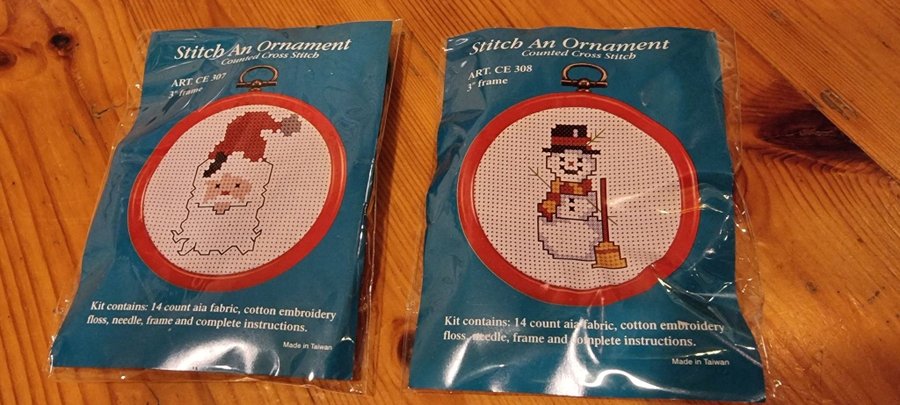 Stitch An Ornament
Counted Cross Stitch
ART. CE 307
3" frame
Kit contains: 14 count aia fabric, cotton embroidery
floss, needle, frame and complete instructions.
Made in Taiwan
Stitch An Ornament
Counted Cross Stitch
ART. CE 308
3" frame
Kit contains: 14 count aia fabric, cotton embroidery
floss, needle, frame and complete instructions.
Made in Taiwan